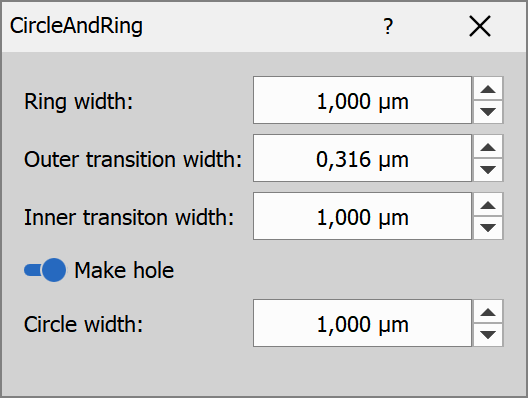 CircleAndRing ?
Ring width: 1,000 µm
Outer transition width: 0,316 µm
Inner transiton width: 1,000 µm
Make hole
Circle width: 1,000 µm